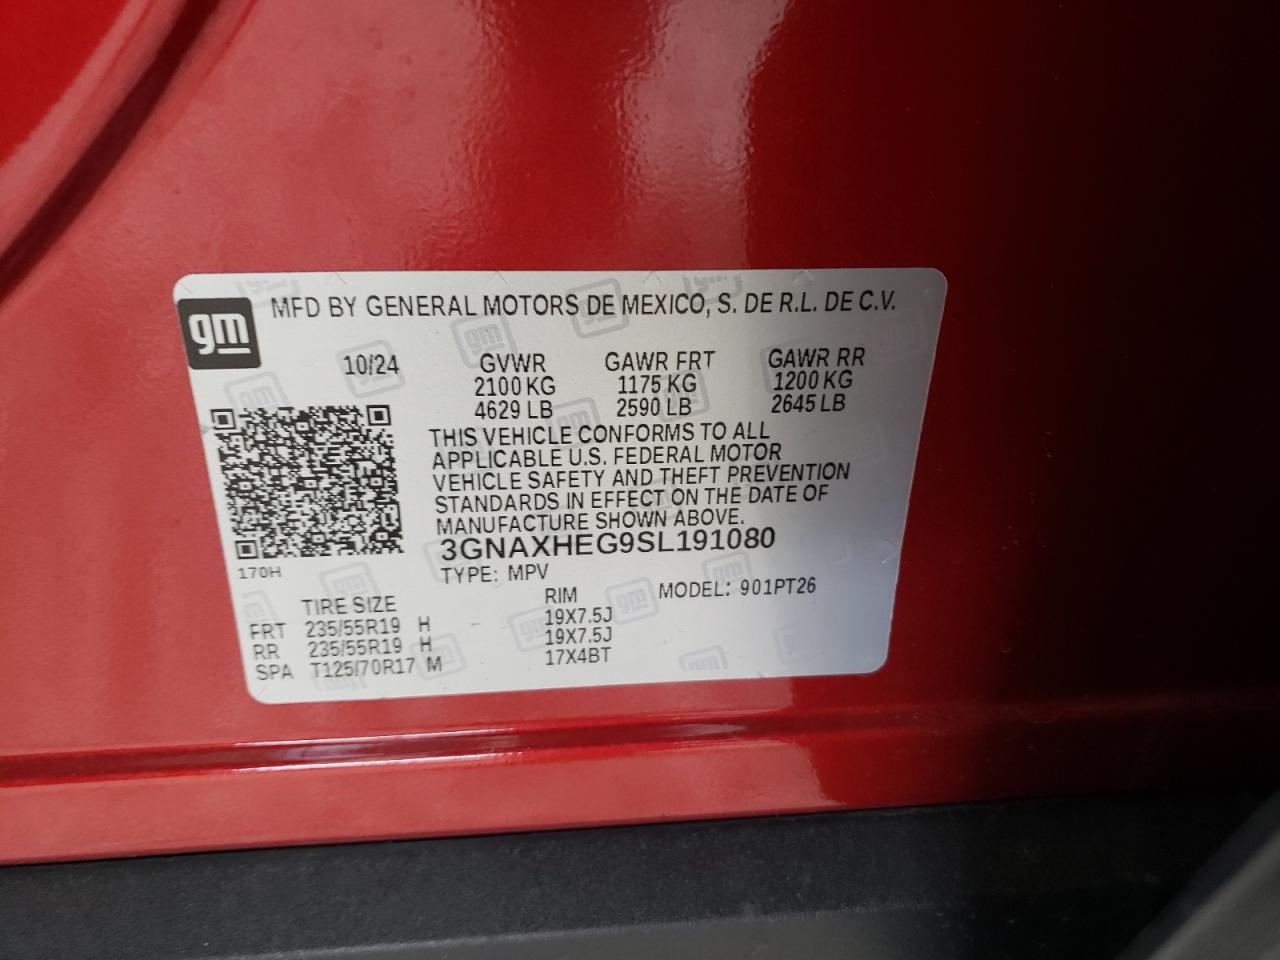 gm
MFD BY GENERAL MOTORS DE MEXICO, S. DE R.L. DE C.V.
10/24 GVWR GAWR FRT GAWR RR
2100 KG 1175 KG 1200 KG
4629 LB 2590 LB 2645 LB
THIS VEHICLE CONFORMS TO ALL
APPLICABLE U.S. FEDERAL MOTOR
VEHICLE SAFETY AND THEFT PREVENTION
STANDARDS IN EFFECT ON THE DATE OF
MANUFACTURE SHOWN ABOVE.
3GNAXHEG9SL191080
170H
TYPE: MPV
MODEL: 901PT26
TIRE SIZE RIM
FRT 235/55R19 H 19X7.5J
RR 235/55R19 H 19X7.5J
SPA T125/70R17 M 17X4BT